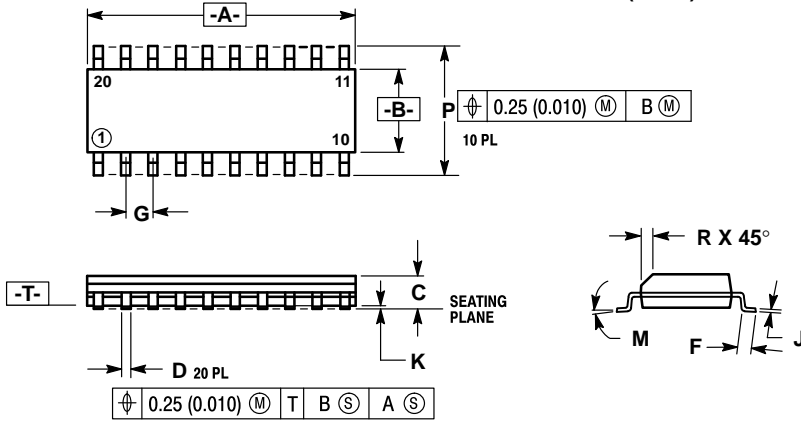 -A-
20 11
-B-
P
⌖ 0.25 (0.010) Ⓜ B Ⓜ
10 PL
① 10
G
R X 45°
-T-
C
SEATING
PLANE
K
M
F
J
D 20 PL
⌖ 0.25 (0.010) Ⓜ T B Ⓢ A Ⓢ